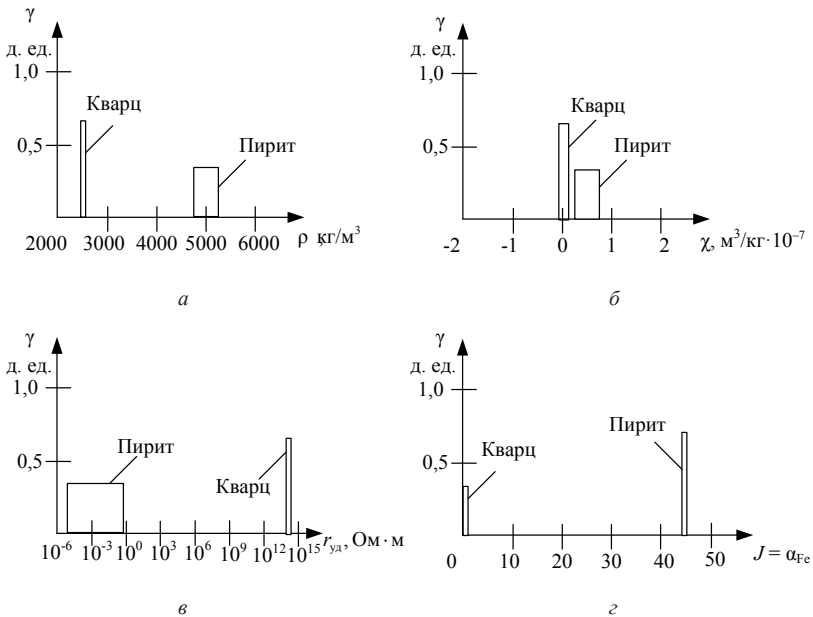 γ
д. ед.
1,0
Кварц
0,5
Пирит
2000 3000 4000 5000 6000 ρ кг/м³
а
γ
д. ед.
1,0
Кварц
0,5
Пирит
-2 -1 0 1 2 χ, м³/кг·10⁻⁷
б
γ
д. ед.
1,0
Пирит
0,5
Кварц
10⁻⁶ 10⁻³ 10⁰ 10³ 10⁶ 10⁹ 10¹² 10¹⁵ rуд, Ом · м
в
γ
д. ед.
1,0
Пирит
Кварц
0,5
0 10 20 30 40 50 J = αFe
г